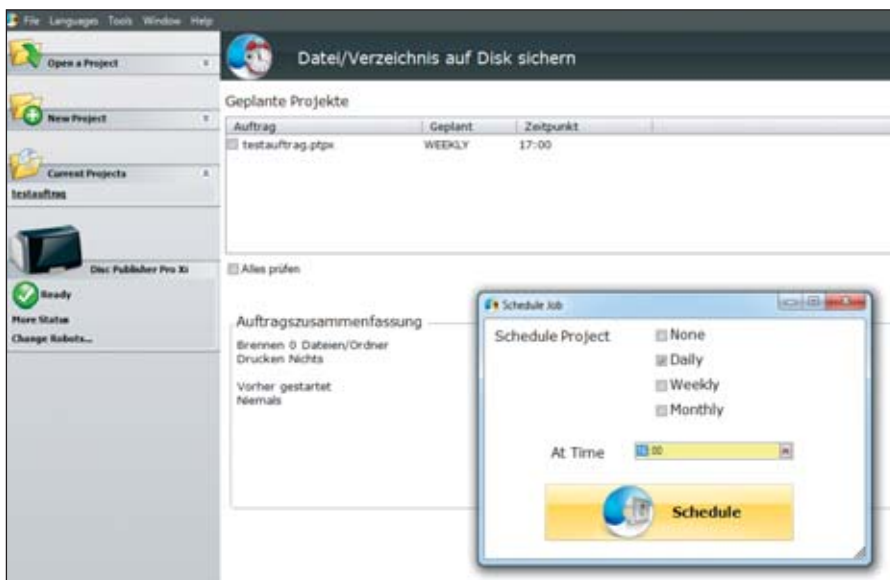 File Languages Tools Window Help
Open a Project
New Project
Current Projects
testauftrag
Disc Publisher Pro Xi
Ready
More Status
Change Robots...
Datei/Verzeichnis auf Disk sichern
Geplante Projekte
Auftrag Geplant Zeitpunkt
testauftrag.ptpx WEEKLY 17:00
Alles prüfen
Auftragszusammenfassung
Brennen 0 Dateien/Ordner
Drucken Nichts
Vorher gestartet
Niemals
Schedule Job
Schedule Project
None
Daily
Weekly
Monthly
At Time :00
Schedule